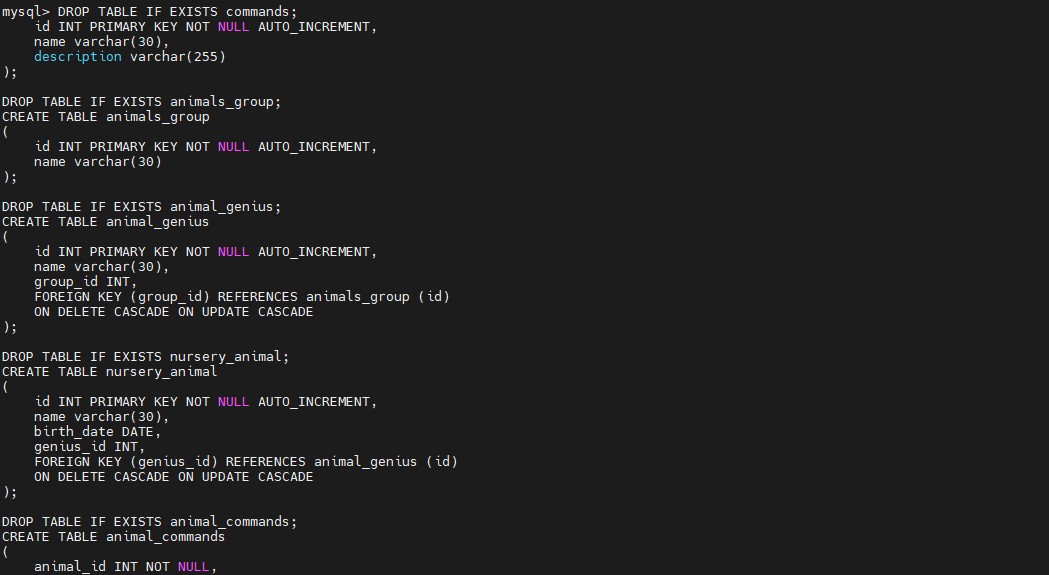 mysql> DROP TABLE IF EXISTS commands;
    id INT PRIMARY KEY NOT NULL AUTO_INCREMENT,
    name varchar(30),
    description varchar(255)
);

DROP TABLE IF EXISTS animals_group;
CREATE TABLE animals_group
(
    id INT PRIMARY KEY NOT NULL AUTO_INCREMENT,
    name varchar(30)
);

DROP TABLE IF EXISTS animal_genius;
CREATE TABLE animal_genius
(
    id INT PRIMARY KEY NOT NULL AUTO_INCREMENT,
    name varchar(30),
    group_id INT,
    FOREIGN KEY (group_id) REFERENCES animals_group (id)
    ON DELETE CASCADE ON UPDATE CASCADE
);

DROP TABLE IF EXISTS nursery_animal;
CREATE TABLE nursery_animal
(
    id INT PRIMARY KEY NOT NULL AUTO_INCREMENT,
    name varchar(30),
    birth_date DATE,
    genius_id INT,
    FOREIGN KEY (genius_id) REFERENCES animal_genius (id)
    ON DELETE CASCADE ON UPDATE CASCADE
);

DROP TABLE IF EXISTS animal_commands;
CREATE TABLE animal_commands
(
    animal_id INT NOT NULL,